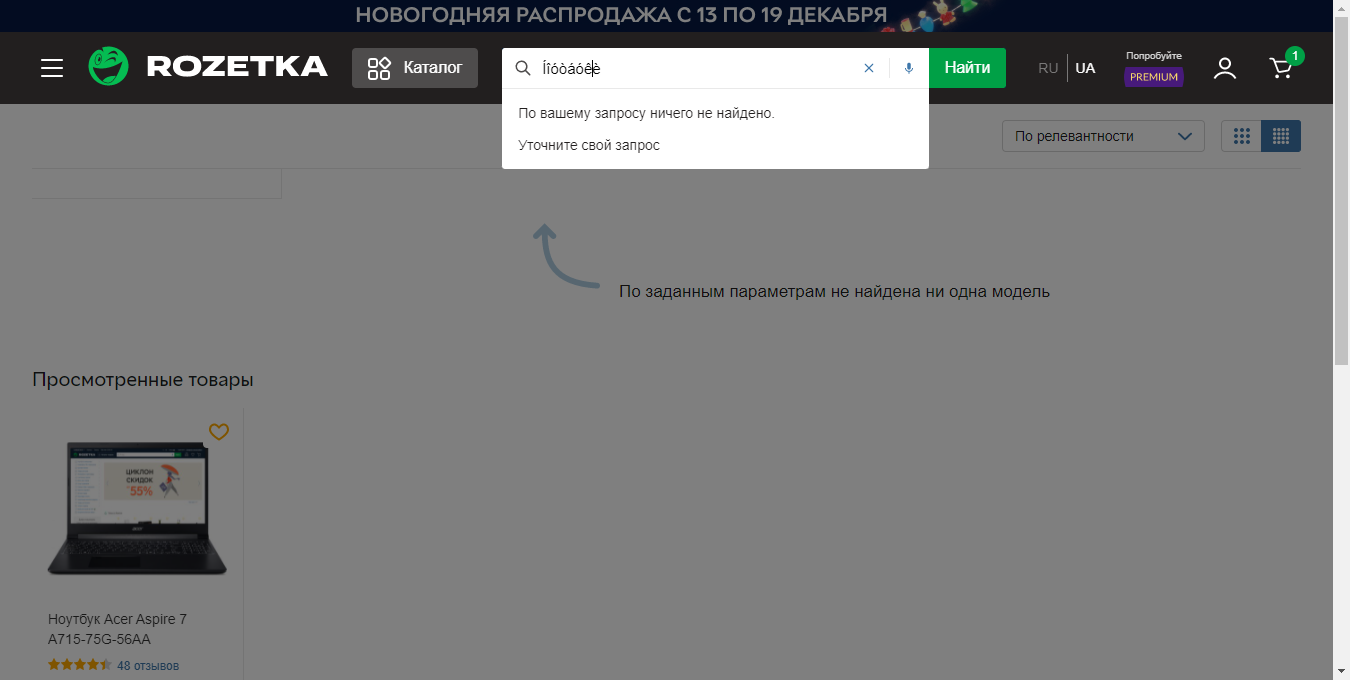 НОВОГОДНЯЯ РАСПРОДАЖА С 13 ПО 19 ДЕКАБРЯ
ROZETKA
Каталог
Íîóòáóêè
Найти
RU
UA
Попробуйте
PREMIUM
1
По вашему запросу ничего не найдено.
Уточните свой запрос
По релевантности
По заданным параметрам не найдена ни одна модель
Просмотренные товары
ЦИКЛОН
СКИДОК
55%
acer
Ноутбук Acer Aspire 7
A715-75G-56AA
48 отзывов